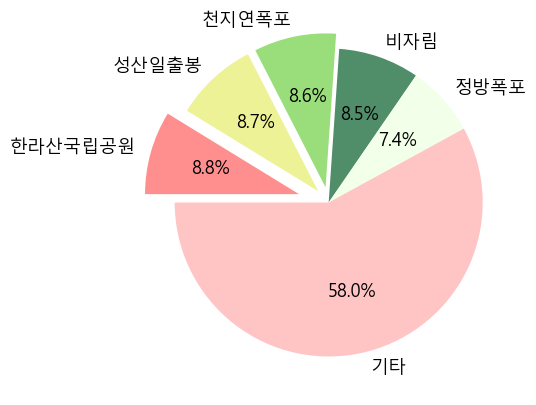 천지연폭포
비자림
성산일출봉
정방폭포
8.6%
8.5%
8.7%
7.4%
한라산국립공원
8.8%
58.0%
기타